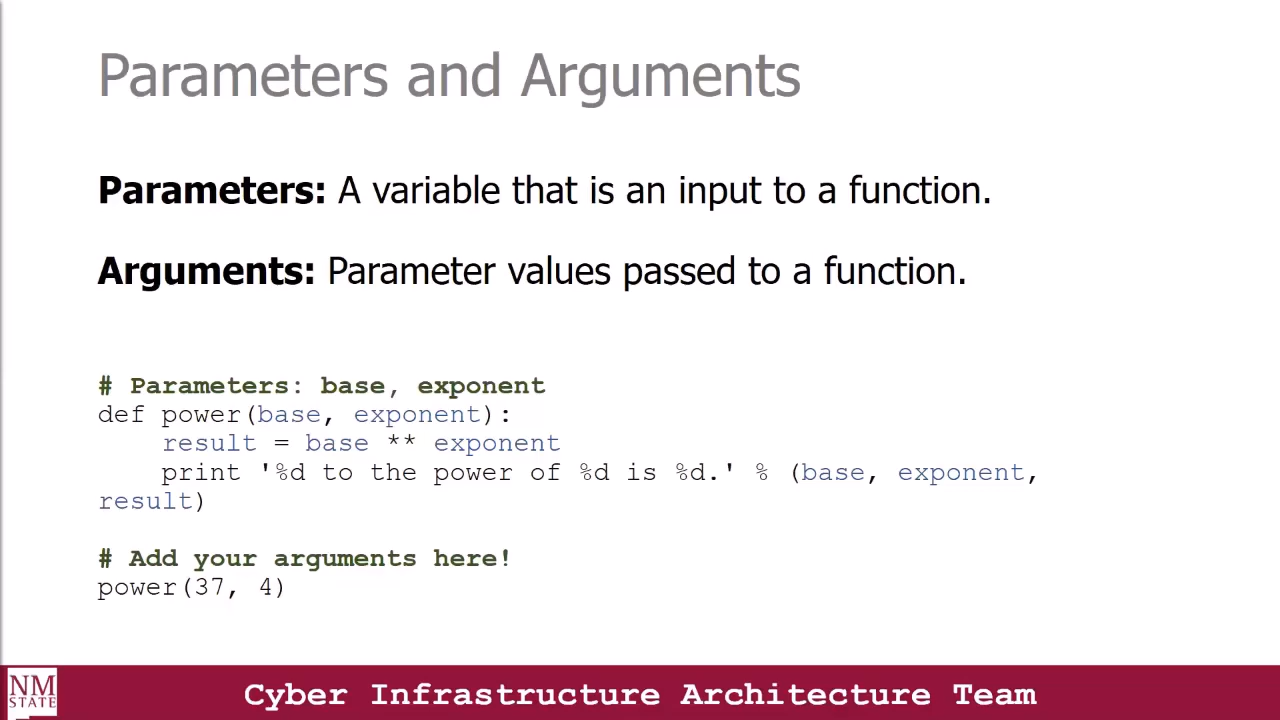 Parameters and Arguments
Parameters: A variable that is an input to a function.
Arguments: Parameter values passed to a function.
# Parameters: base, exponent
def power(base, exponent):
    result = base ** exponent
    print '%d to the power of %d is %d.' % (base, exponent,
result)
# Add your arguments here!
power(37, 4)
NM
STATE
Cyber Infrastructure Architecture Team